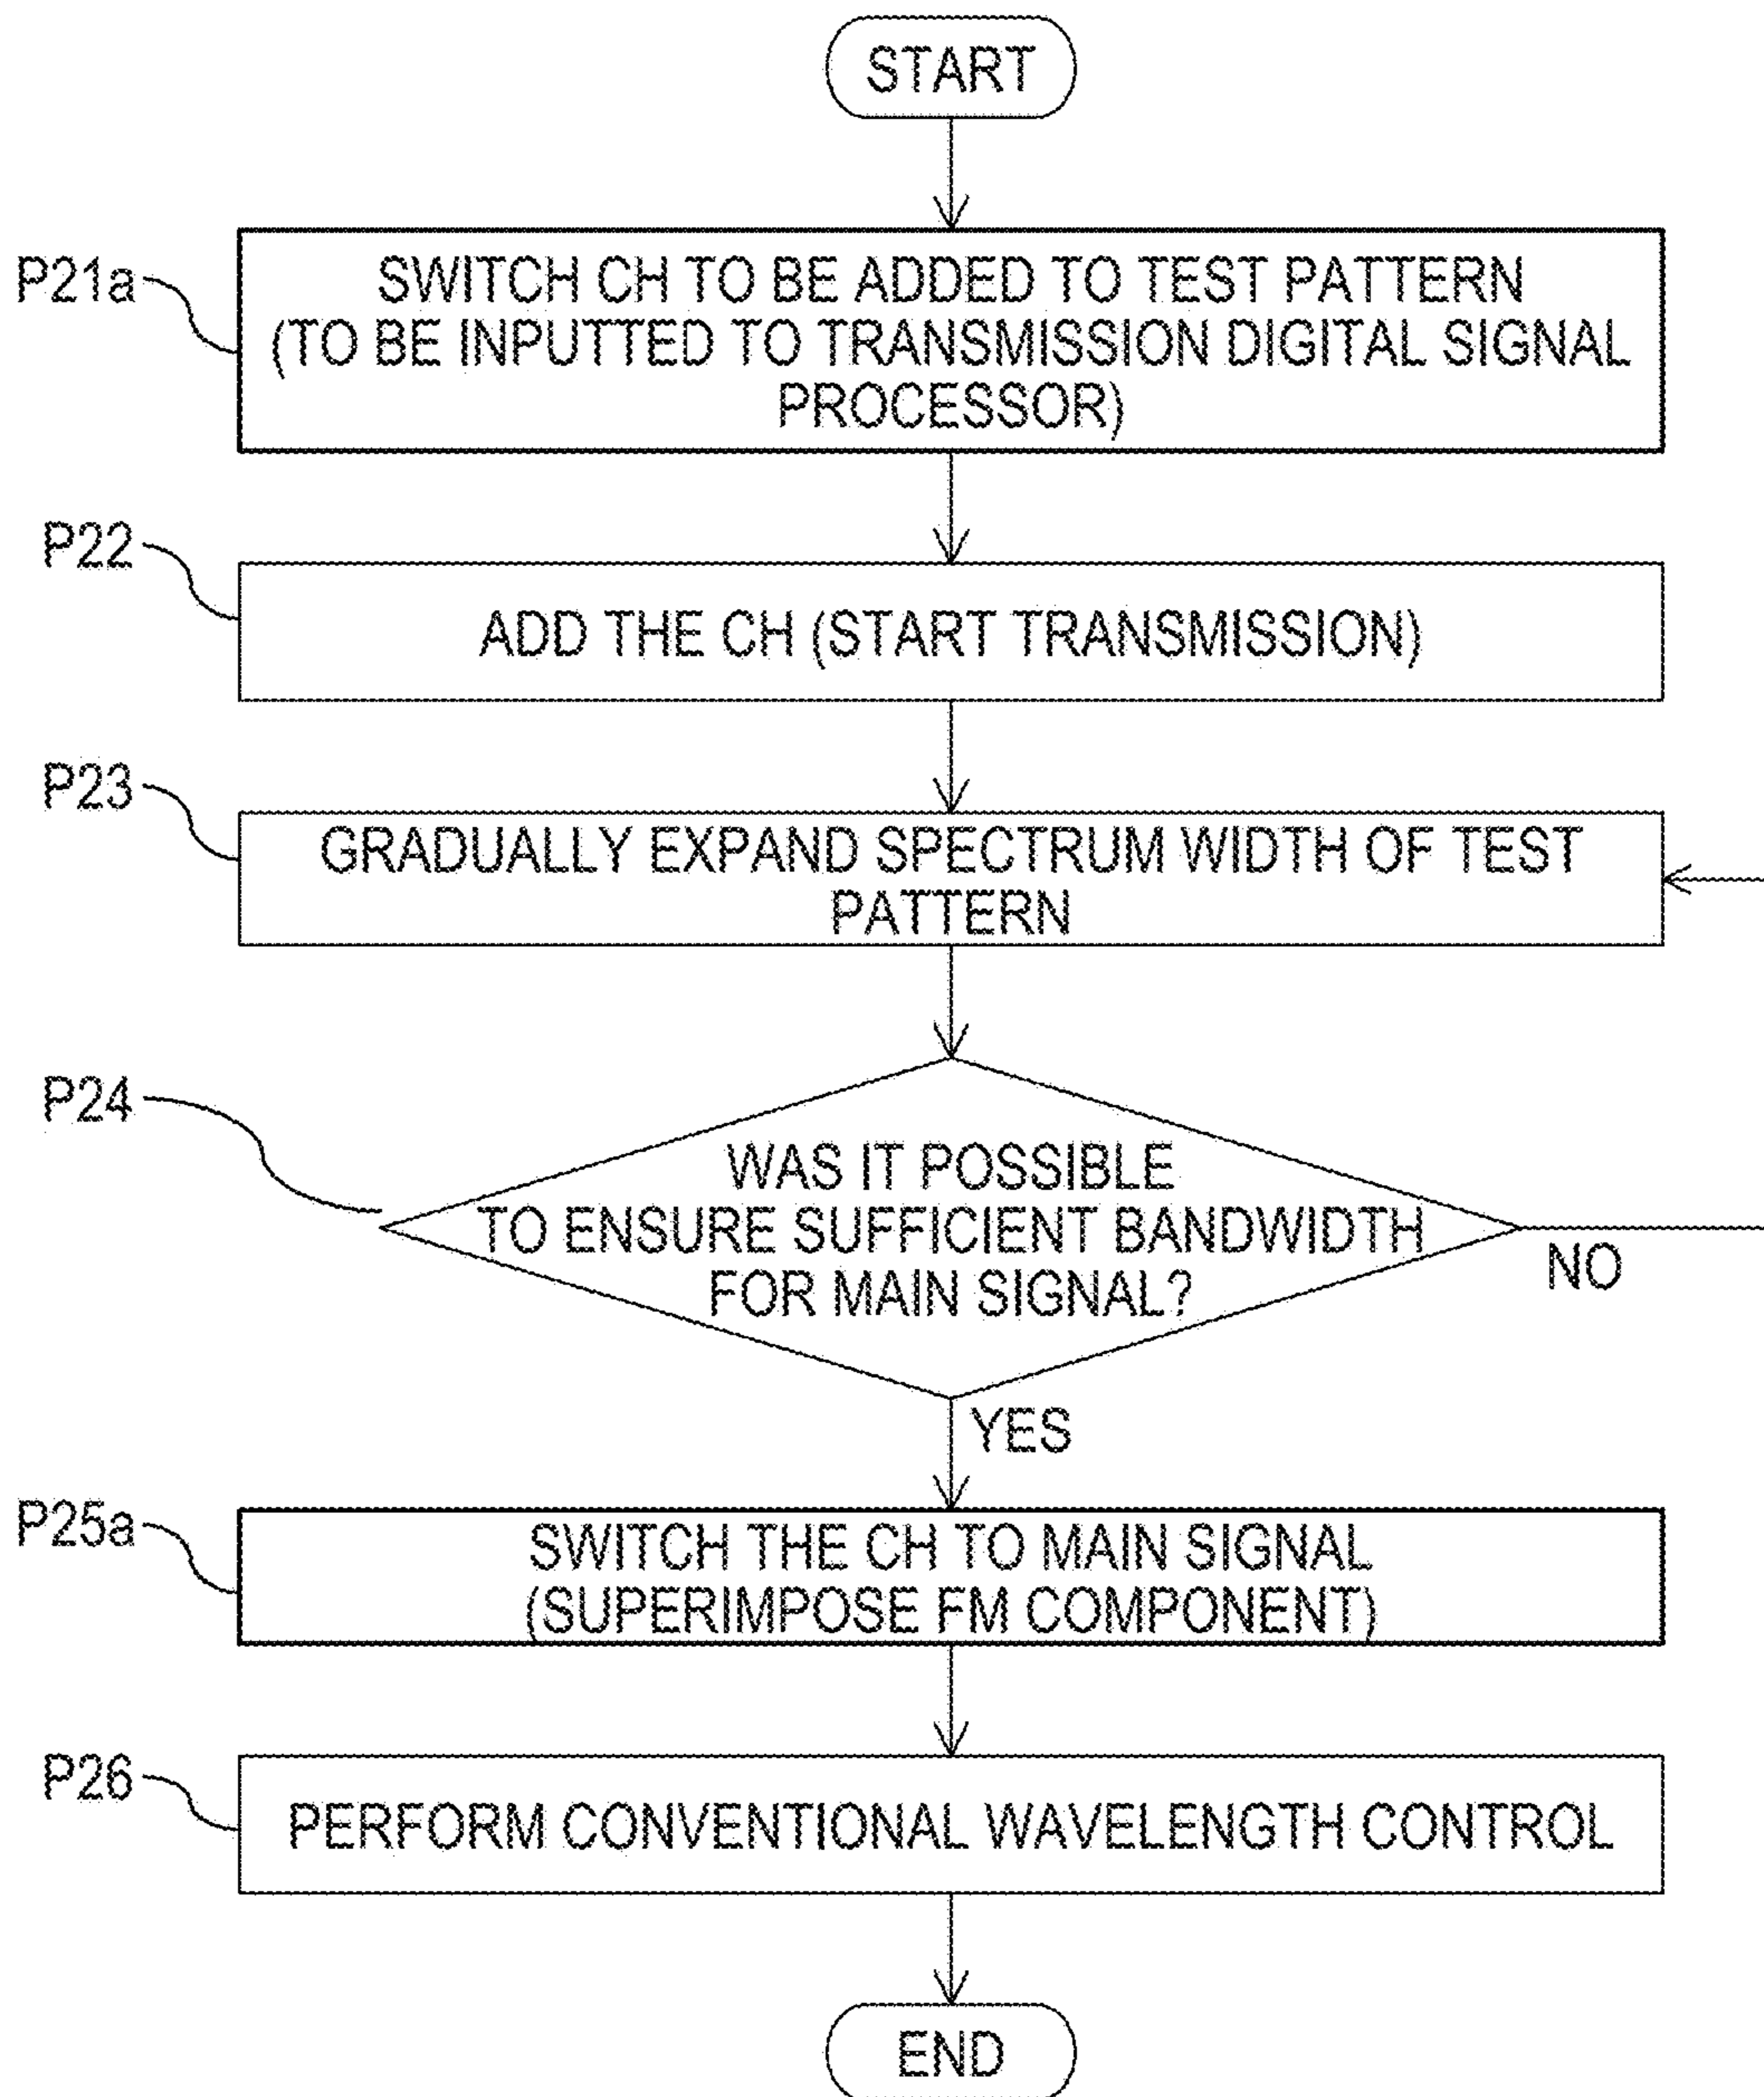 START
P21a
SWITCH CH TO BE ADDED TO TEST PATTERN
(TO BE INPUTTED TO TRANSMISSION DIGITAL SIGNAL
PROCESSOR)
P22
ADD THE CH (START TRANSMISSION)
P23
GRADUALLY EXPAND SPECTRUM WIDTH OF TEST
PATTERN
P24
WAS IT POSSIBLE
TO ENSURE SUFFICIENT BANDWIDTH
FOR MAIN SIGNAL?
NO
YES
P25a
SWITCH THE CH TO MAIN SIGNAL
(SUPERIMPOSE FM COMPONENT)
P26
PERFORM CONVENTIONAL WAVELENGTH CONTROL
END